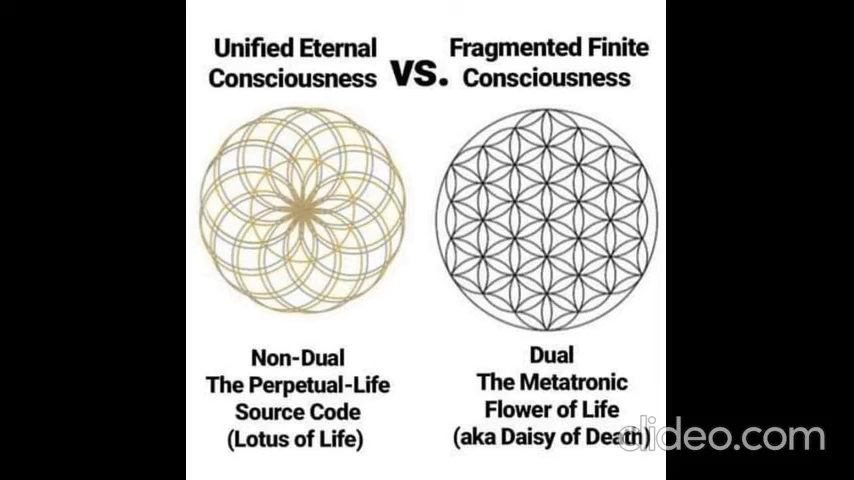 Unified Eternal
Consciousness
vs.
Fragmented Finite
Consciousness
Non-Dual
The Perpetual-Life
Source Code
(Lotus of Life)
Dual
The Metatronic
Flower of Life
(aka Daisy of Death)
clideo.com